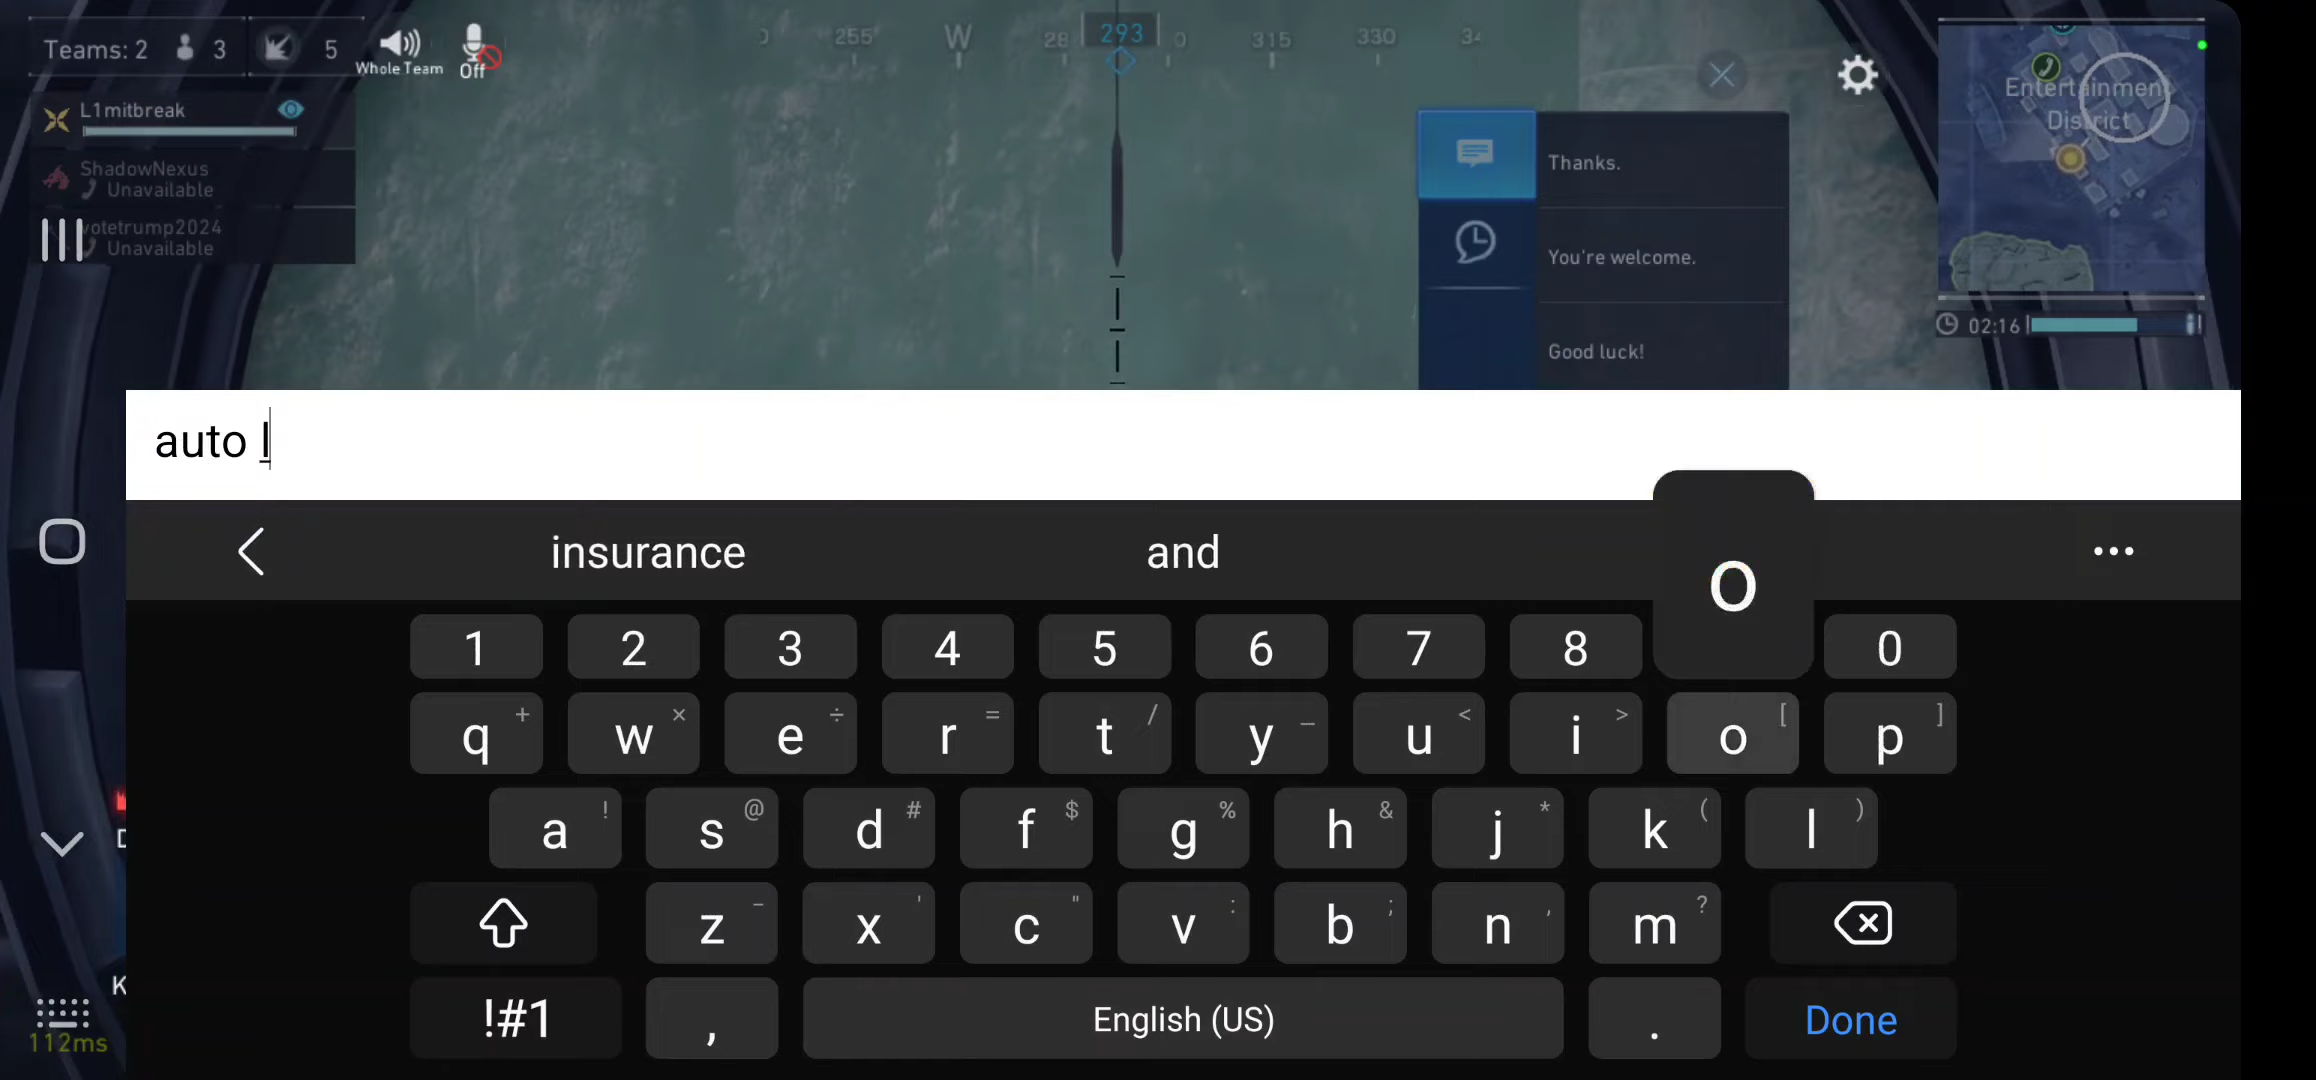 Teams: 2 3 5
Whole Team
Off
255 W 28 293 0 315 330 34
L1mitbreak
ShadowNexus
Unavailable
votetrump2024
Unavailable
Thanks.
You're welcome.
Good luck!
Entertainment
District
02:16
auto l
insurance and
o
1 2 3 4 5 6 7 8 0
q + w × e ÷ r = t / y _ u < i > o [ p ]
a ! s @ d # f $ g % h & j * k ( l )
z - x ' c " v : b ; n , m ?
!#1 , English (US) . Done
K
112ms